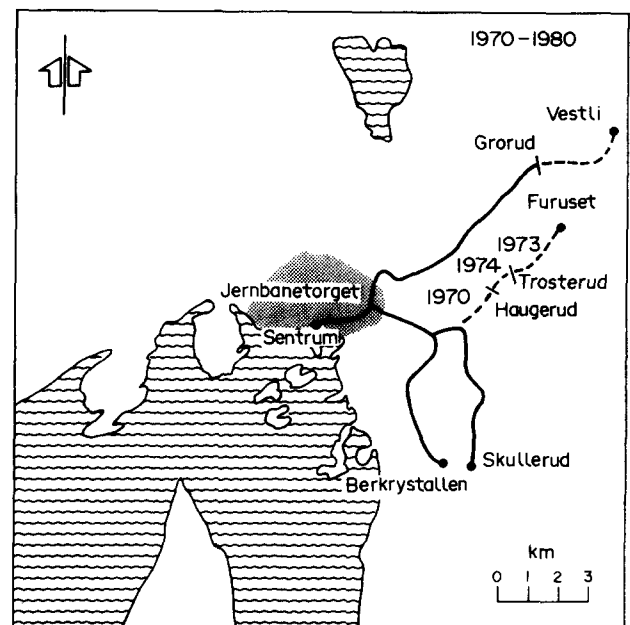 1970-1980
Vestli
Grorud
Furuset
1973
1974
Trosterud
Jernbanetorget
1970
Haugerud
Sentrum
Skullerud
Berkrystallen
km
0 1 2 3